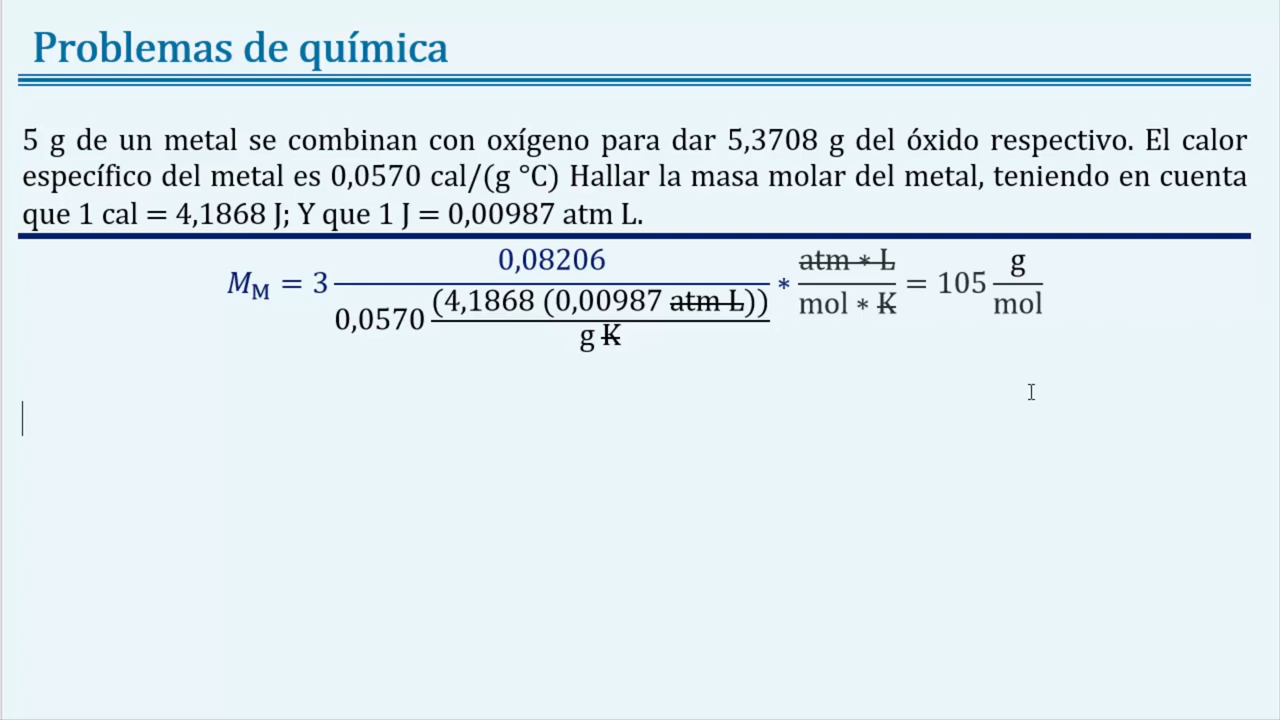 Problemas de química
5 g de un metal se combinan con oxígeno para dar 5,3708 g del óxido respectivo. El calor
específico del metal es 0,0570 cal/(g °C) Hallar la masa molar del metal, teniendo en cuenta
que 1 cal = 4,1868 J; Y que 1 J = 0,00987 atm L.
0,08206 atm ∗ L g
M_M = 3 ∗ = 105
(4,1868 (0,00987 atm L)) mol ∗ K mol
0,0570
g K